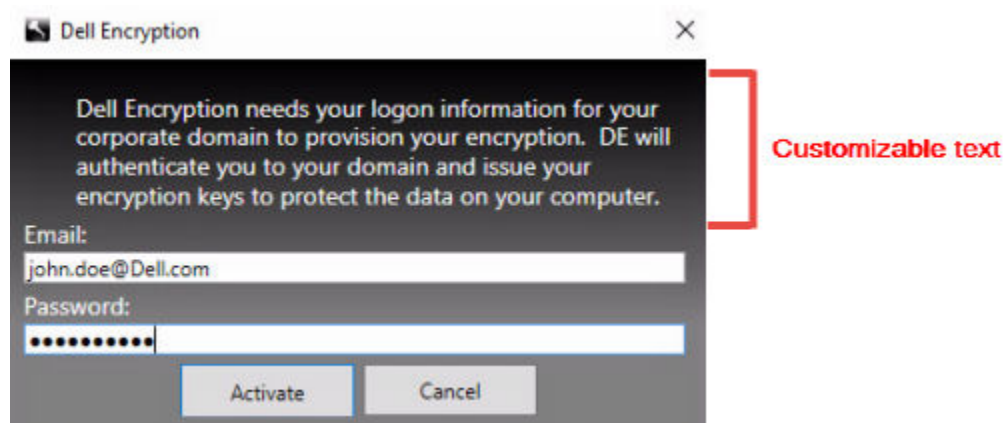 Dell Encryption
Dell Encryption needs your logon information for your
corporate domain to provision your encryption.  DE will
authenticate you to your domain and issue your
encryption keys to protect the data on your computer.
Customizable text
Email:
john.doe@Dell.com
Password:
••••••••••
Activate
Cancel